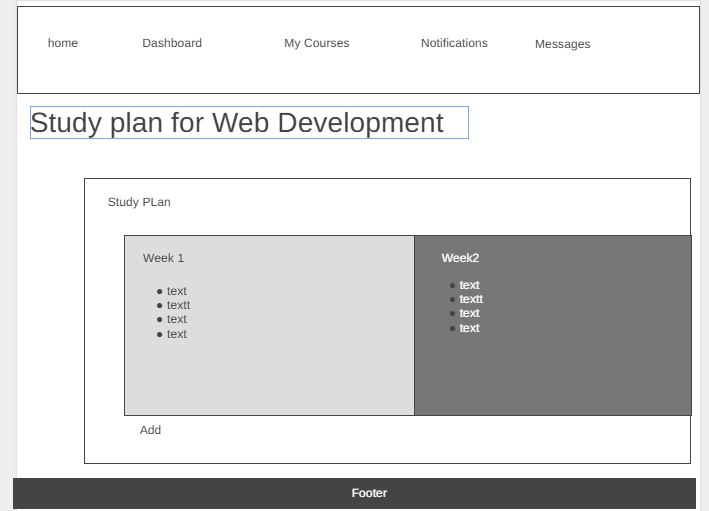 home Dashboard My Courses Notifications Messages
Study plan for Web Development
Study PLan
Week 1
● text
● textt
● text
● text
Week2
● text
● textt
● text
● text
Add
Footer